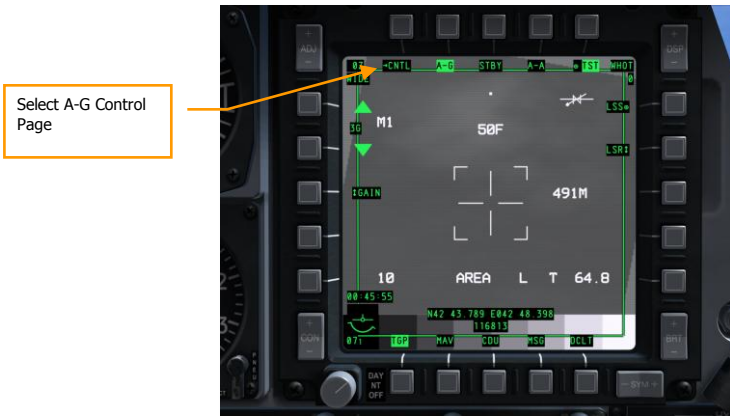 Select A-G Control
Page
ADJ
DSP
07 →CNTL A-G STBY A-A TST WHOT
WIDE 0
LSS
M1
3G 50F
LSR↕
↕GAIN 491M
10 AREA L T 64.8
00:45:55
N42 43.789 E042 48.398
116813
CON 07 TGP MAV CDU MSG DCLT BRT
DAY
NT
OFF
- SYM +